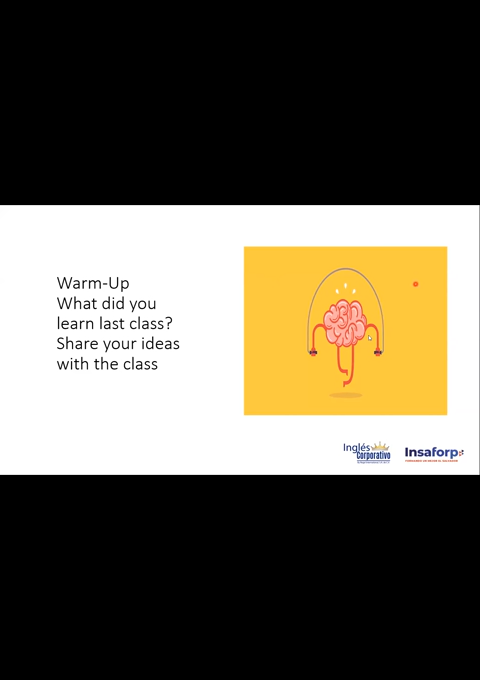 Warm-Up
What did you
learn last class?
Share your ideas
with the class
Inglés
Corporativo
Insaforp